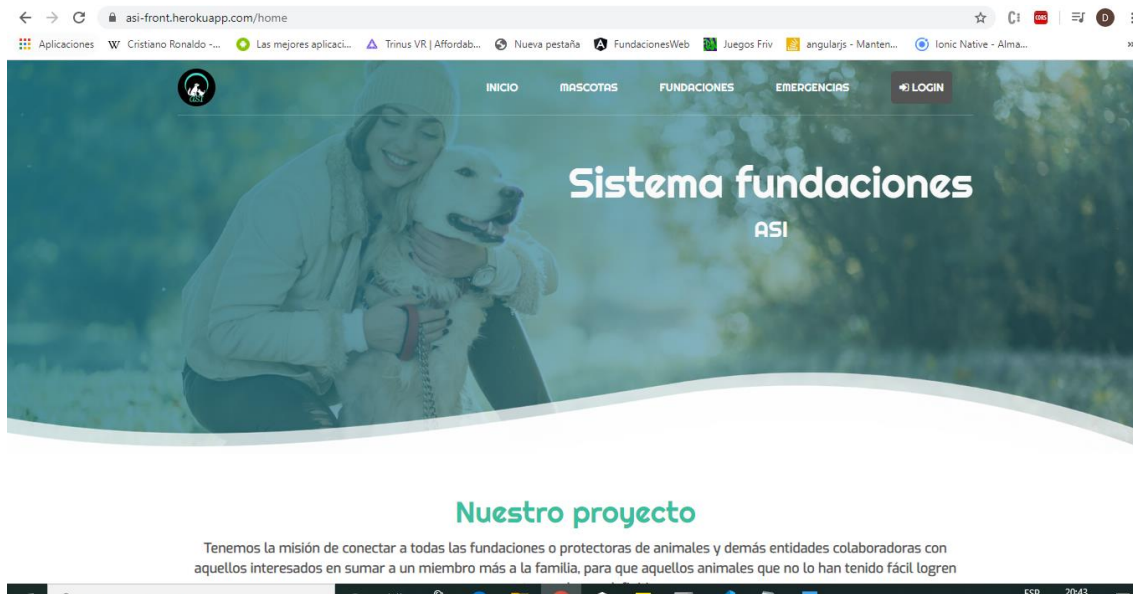 asi-front.herokuapp.com/home
Aplicaciones Cristiano Ronaldo -... Las mejores aplicaci... Trinus VR | Affordab... Nueva pestaña FundacionesWeb Juegos Friv angularjs - Manten... Ionic Native - Alma...
asi INICIO MASCOTAS FUNDACIONES EMERGENCIAS LOGIN
Sistema fundaciones
ASI
Nuestro proyecto
Tenemos la misión de conectar a todas las fundaciones o protectoras de animales y demás entidades colaboradoras con
aquellos interesados en sumar a un miembro más a la familia, para que aquellos animales que no lo han tenido fácil logren
ESP 20:43